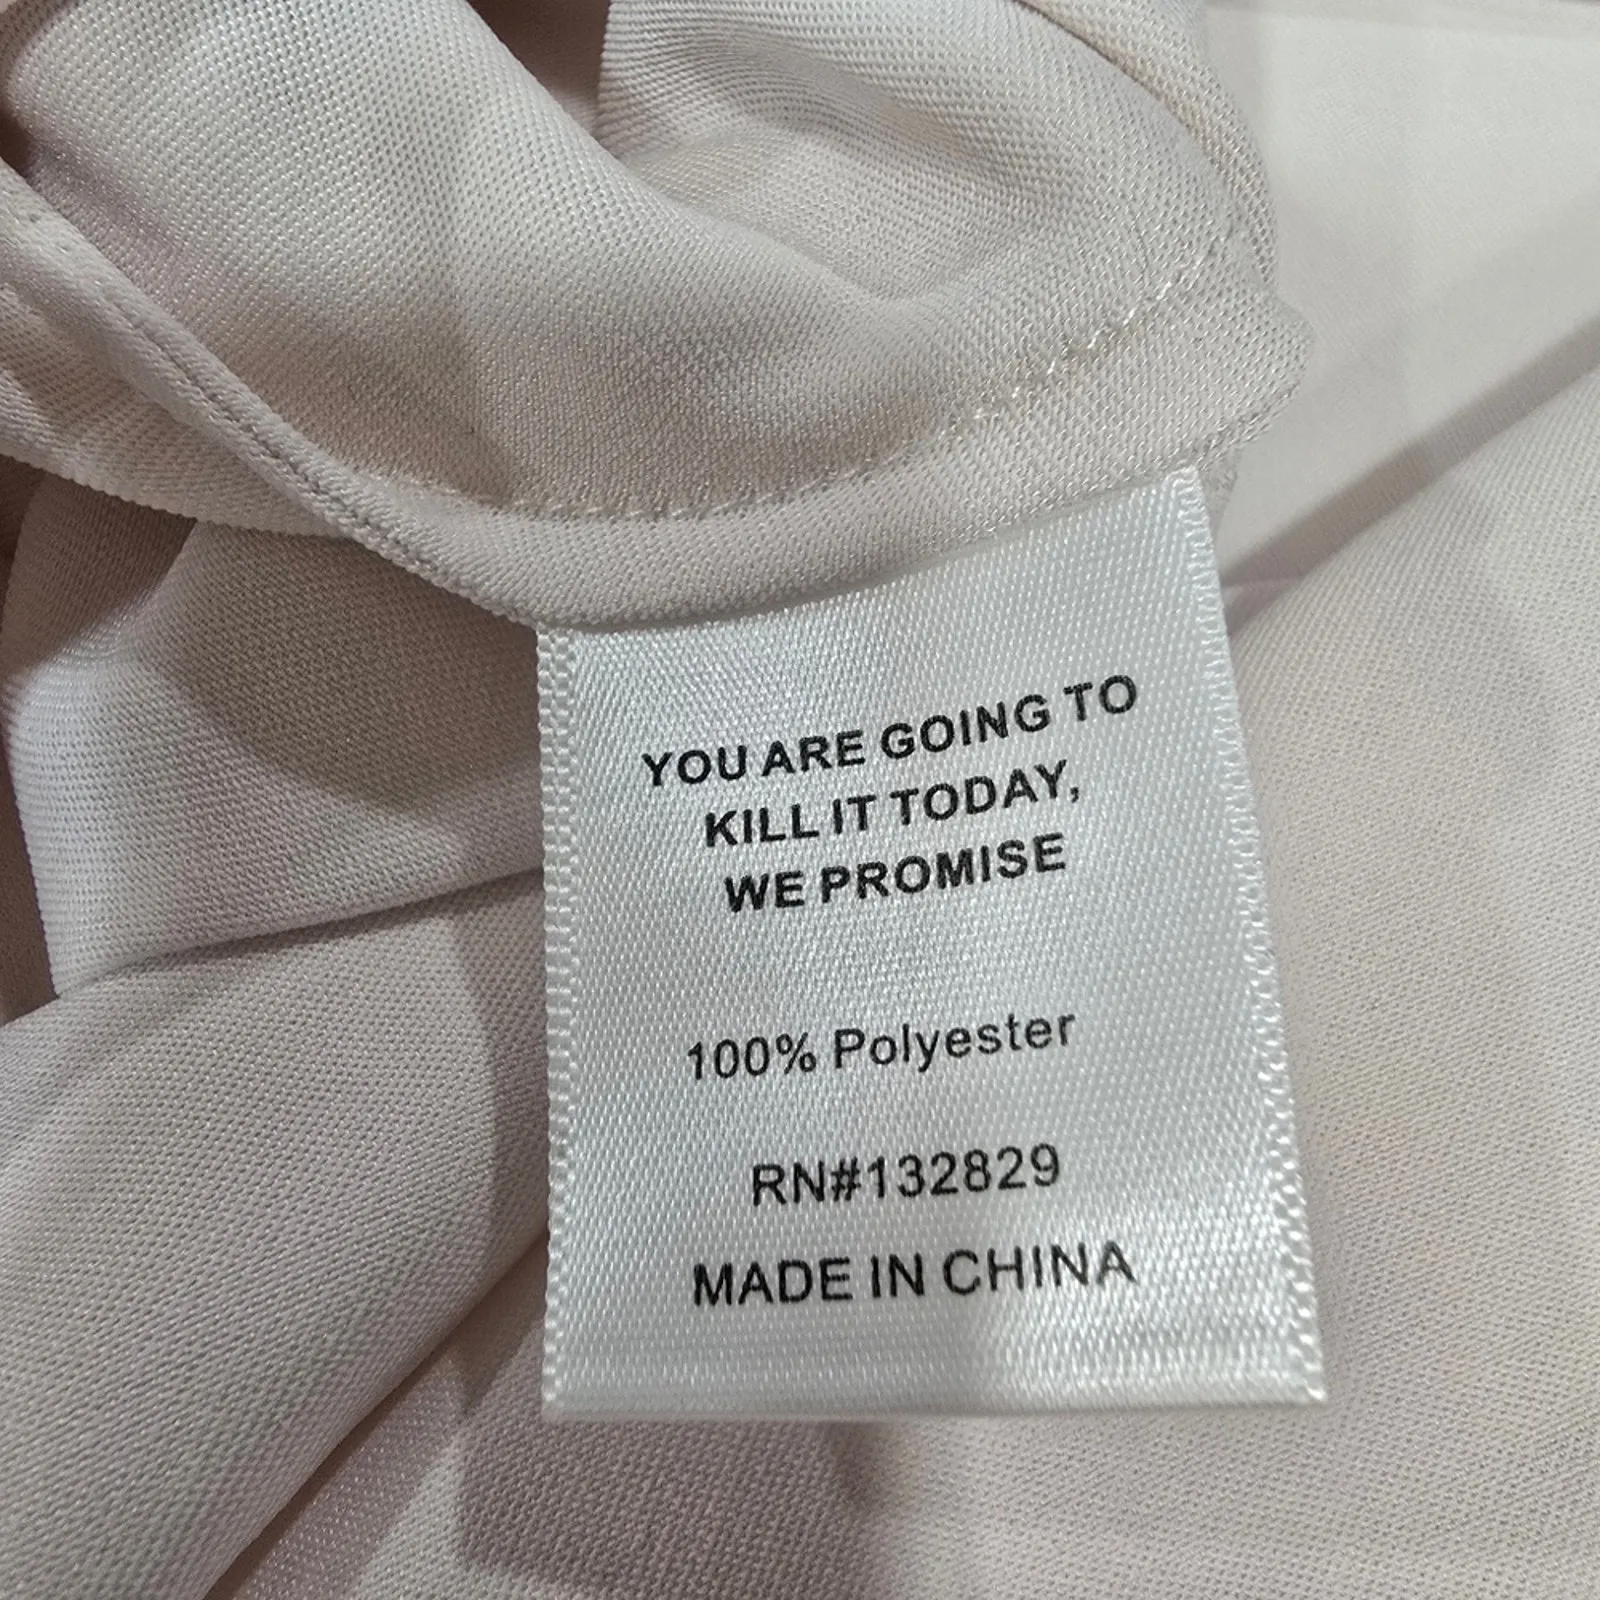 YOU ARE GOING TO
KILL IT TODAY,
WE PROMISE
100% Polyester
RN#132829
MADE IN CHINA